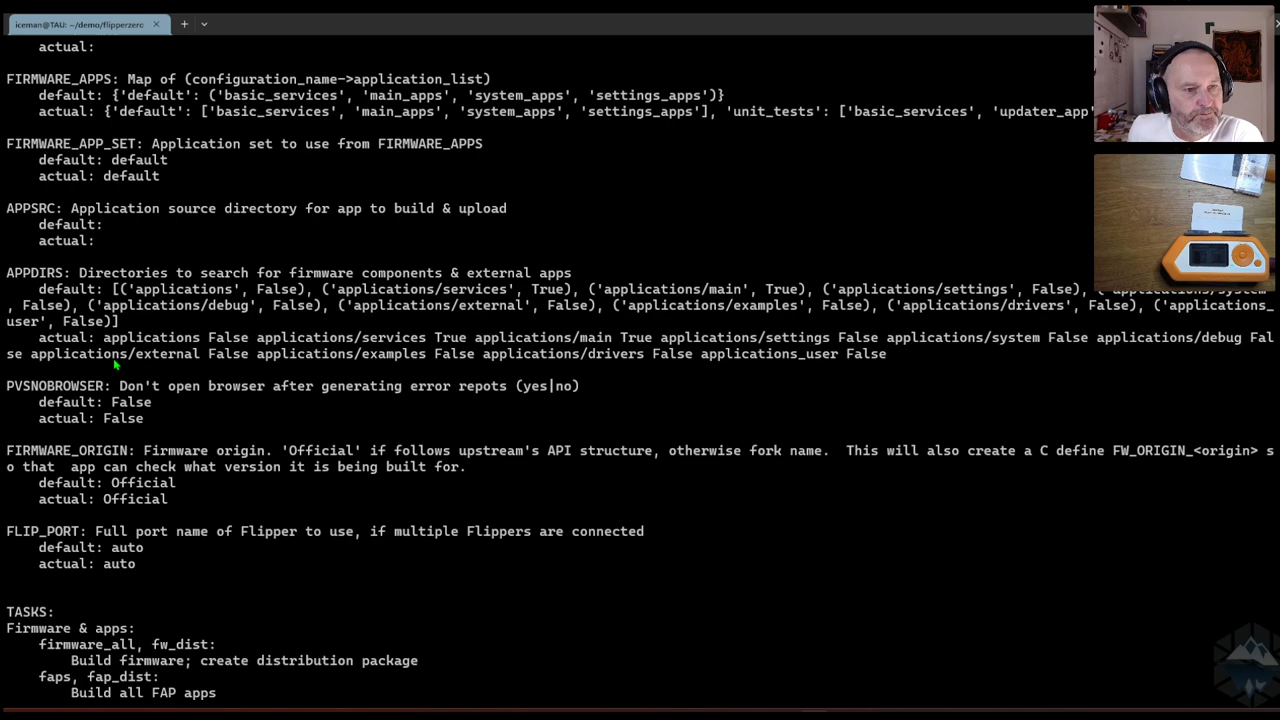 iceman@TAU: ~/demo/flipperzero
actual:
FIRMWARE_APPS: Map of (configuration_name->application_list)
default: {'default': ('basic_services', 'main_apps', 'system_apps', 'settings_apps')}
actual: {'default': ['basic_services', 'main_apps', 'system_apps', 'settings_apps'], 'unit_tests': ['basic_services', 'updater_app'
FIRMWARE_APP_SET: Application set to use from FIRMWARE_APPS
default: default
actual: default
APPSRC: Application source directory for app to build & upload
default:
actual:
APPDIRS: Directories to search for firmware components & external apps
default: [('applications', False), ('applications/services', True), ('applications/main', True), ('applications/settings', False), ('applications/system'
, False), ('applications/debug', False), ('applications/external', False), ('applications/examples', False), ('applications/drivers', False), ('applications_
user', False)]
actual: applications False applications/services True applications/main True applications/settings False applications/system False applications/debug Fal
se applications/external False applications/examples False applications/drivers False applications_user False
PVSNOBROWSER: Don't open browser after generating error repots (yes|no)
default: False
actual: False
FIRMWARE_ORIGIN: Firmware origin. 'Official' if follows upstream's API structure, otherwise fork name.  This will also create a C define FW_ORIGIN_<origin> s
o that  app can check what version it is being built for.
default: Official
actual: Official
FLIP_PORT: Full port name of Flipper to use, if multiple Flippers are connected
default: auto
actual: auto
TASKS:
Firmware & apps:
firmware_all, fw_dist:
Build firmware; create distribution package
faps, fap_dist:
Build all FAP apps